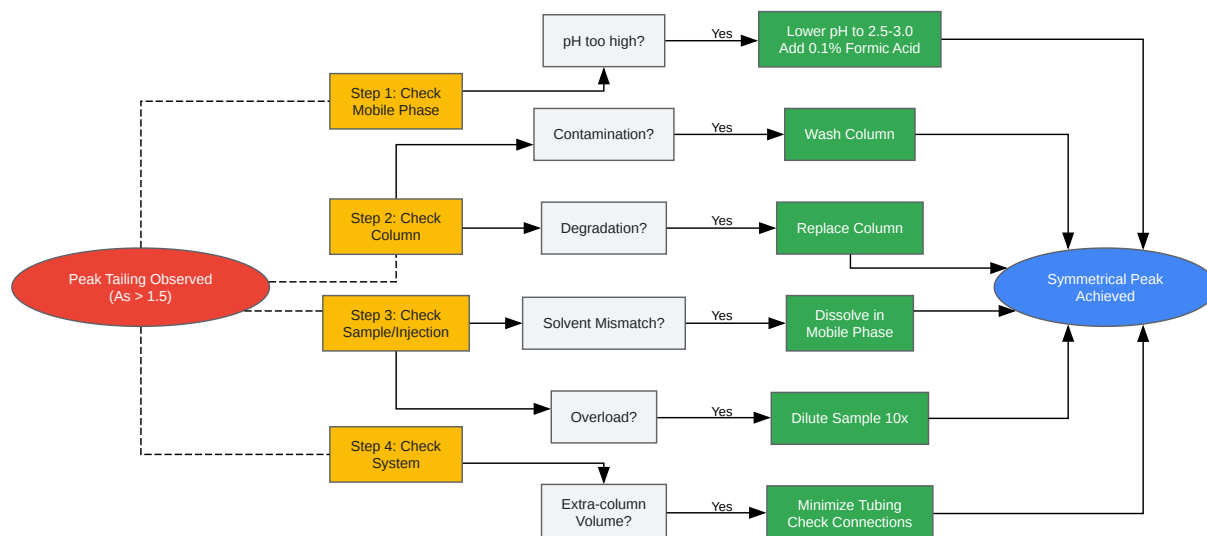 pH too high?
Yes
Lower pH to 2.5-3.0
Add 0.1% Formic Acid
Step 1: Check
Mobile Phase
Contamination?
Yes
Wash Column
Step 2: Check
Column
Degradation?
Yes
Replace Column
Peak Tailing Observed
(As > 1.5)
Symmetrical Peak
Achieved
Step 3: Check
Sample/Injection
Solvent Mismatch?
Yes
Dissolve in
Mobile Phase
Overload?
Yes
Dilute Sample 10x
Step 4: Check
System
Extra-column
Volume?
Yes
Minimize Tubing
Check Connections